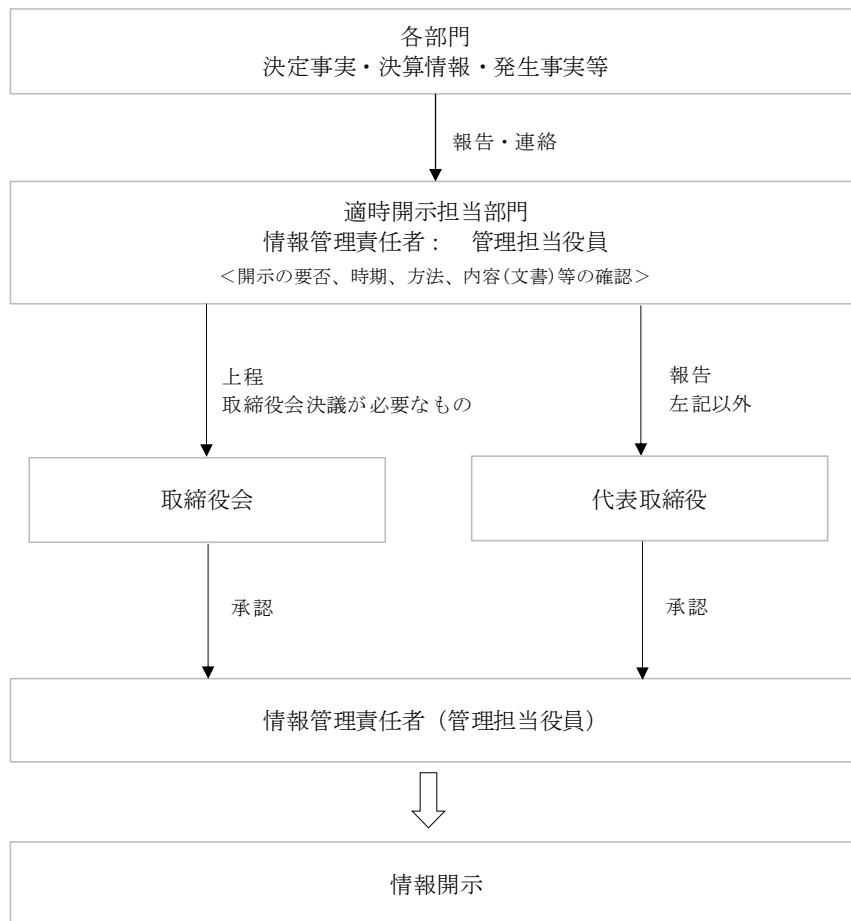 各部門
決定事実・決算情報・発生事実等
報告・連絡
適時開示担当部門
情報管理責任者： 管理担当役員
＜開示の要否、時期、方法、内容(文書)等の確認＞
上程
取締役会決議が必要なもの
報告
左記以外
取締役会
代表取締役
承認
承認
情報管理責任者（管理担当役員）
情報開示